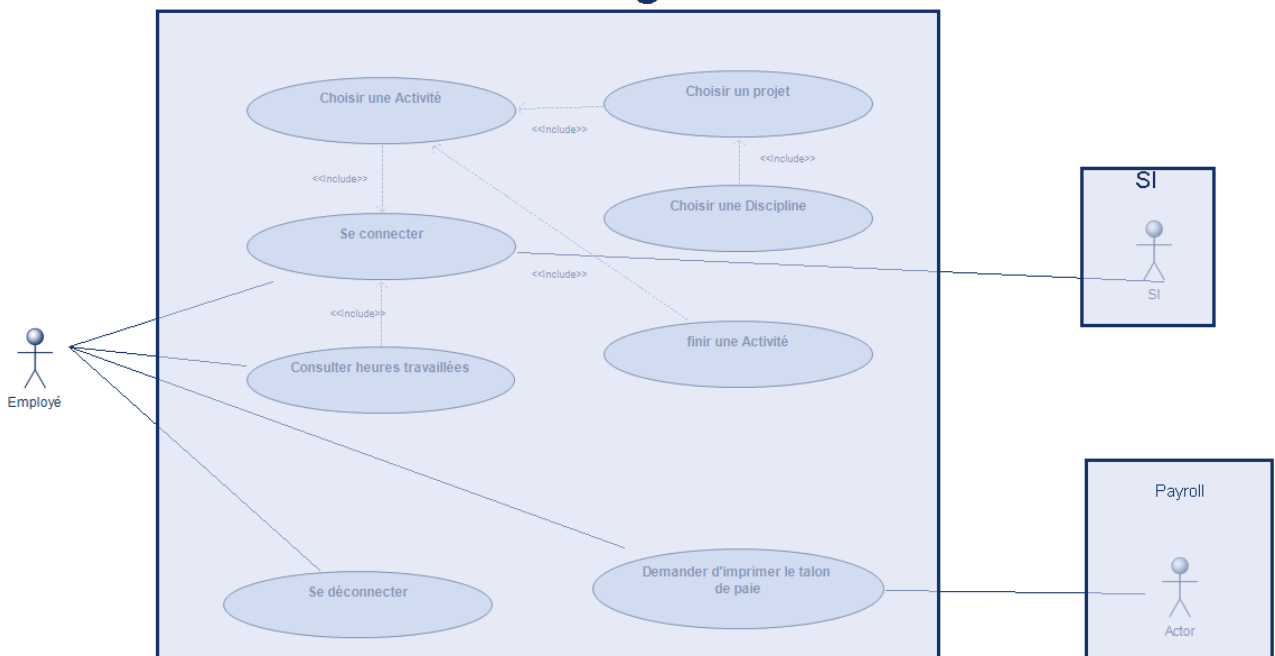 Choisir une Activité
Choisir un projet
<<Include>>
<<Include>>
<<Include>>
SI
Choisir une Discipline
Se connecter
<<Include>>
SI
<<Include>>
finir une Activité
Consulter heures travaillées
Employé
Payroll
Demander d'imprimer le talon
de paie
Se déconnecter
Actor